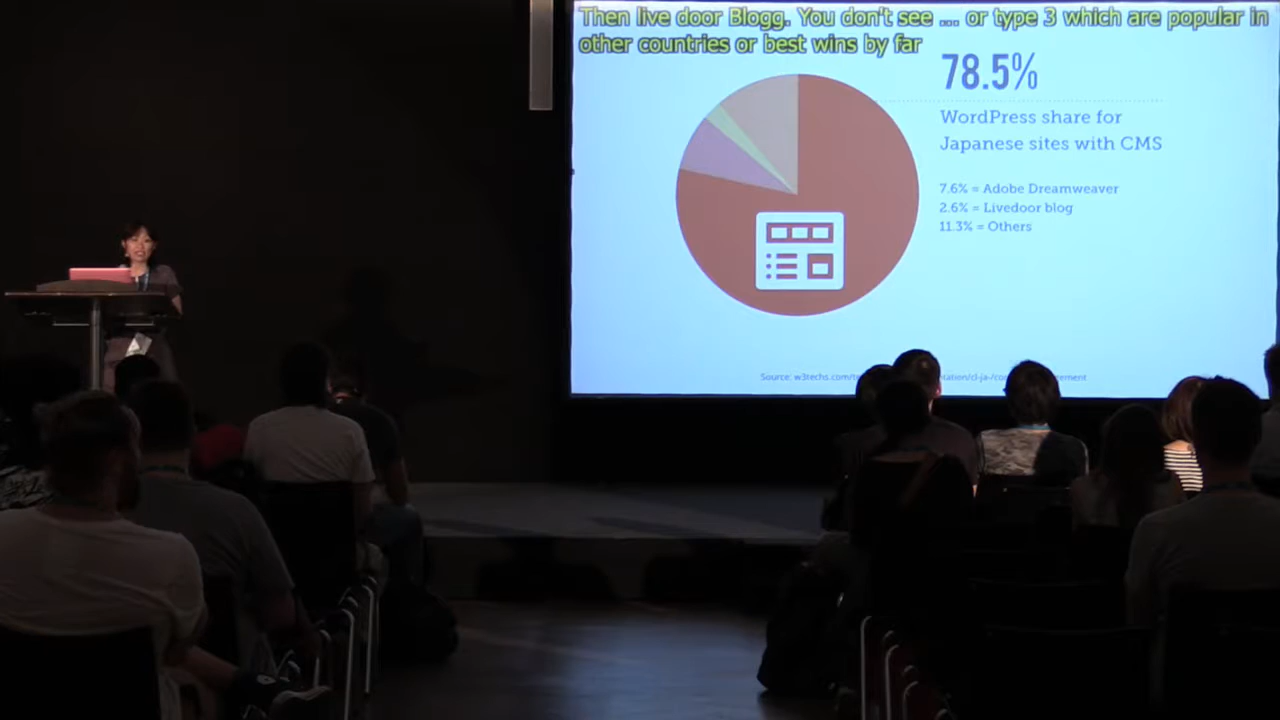 Then live door Blogg. You don't see ... or type 3 which are popular in
other countries or best wins by far
78.5%
WordPress share for
Japanese sites with CMS
7.6% = Adobe Dreamweaver
2.6% = Livedoor blog
11.3% = Others
Source: